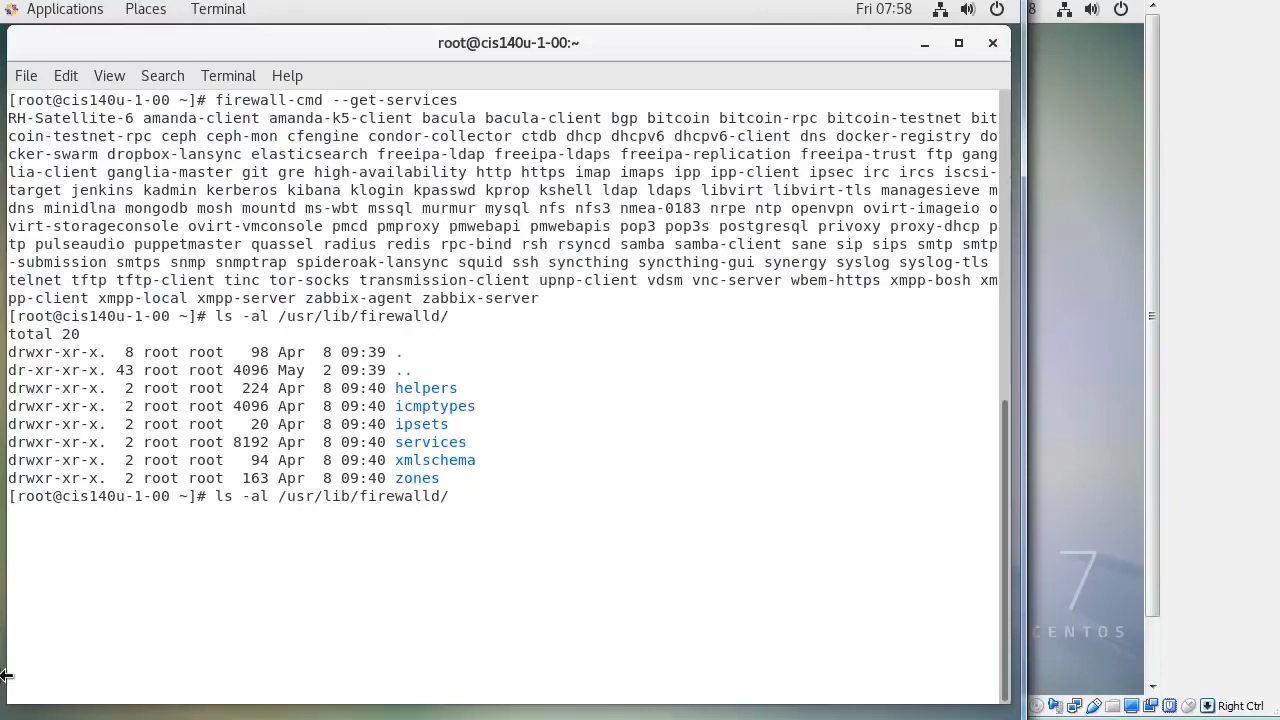 Applications Places Terminal Fri 07:58
root@cis140u-1-00:~
File Edit View Search Terminal Help
[root@cis140u-1-00 ~]# firewall-cmd --get-services
RH-Satellite-6 amanda-client amanda-k5-client bacula bacula-client bgp bitcoin bitcoin-rpc bitcoin-testnet bit
coin-testnet-rpc ceph ceph-mon cfengine condor-collector ctdb dhcp dhcpv6 dhcpv6-client dns docker-registry do
cker-swarm dropbox-lansync elasticsearch freeipa-ldap freeipa-ldaps freeipa-replication freeipa-trust ftp gang
lia-client ganglia-master git gre high-availability http https imap imaps ipp ipp-client ipsec irc ircs iscsi-
target jenkins kadmin kerberos kibana klogin kpasswd kprop kshell ldap ldaps libvirt libvirt-tls managesieve m
dns minidlna mongodb mosh mountd ms-wbt mssql murmur mysql nfs nfs3 nmea-0183 nrpe ntp openvpn ovirt-imageio o
virt-storageconsole ovirt-vmconsole pmcd pmproxy pmwebapi pmwebapis pop3 pop3s postgresql privoxy proxy-dhcp p
tp pulseaudio puppetmaster quassel radius redis rpc-bind rsh rsyncd samba samba-client sane sip sips smtp smtp
-submission smtps snmp snmptrap spideroak-lansync squid ssh syncthing syncthing-gui synergy syslog syslog-tls
telnet tftp tftp-client tinc tor-socks transmission-client upnp-client vdsm vnc-server wbem-https xmpp-bosh xm
pp-client xmpp-local xmpp-server zabbix-agent zabbix-server
[root@cis140u-1-00 ~]# ls -al /usr/lib/firewalld/
total 20
drwxr-xr-x.  8 root root   98 Apr  8 09:39 .
dr-xr-xr-x. 43 root root 4096 May  2 09:39 ..
drwxr-xr-x.  2 root root  224 Apr  8 09:40 helpers
drwxr-xr-x.  2 root root 4096 Apr  8 09:40 icmptypes
drwxr-xr-x.  2 root root   20 Apr  8 09:40 ipsets
drwxr-xr-x.  2 root root 8192 Apr  8 09:40 services
drwxr-xr-x.  2 root root   94 Apr  8 09:40 xmlschema
drwxr-xr-x.  2 root root  163 Apr  8 09:40 zones
[root@cis140u-1-00 ~]# ls -al /usr/lib/firewalld/
8
7
CENTOS
Right Ctrl